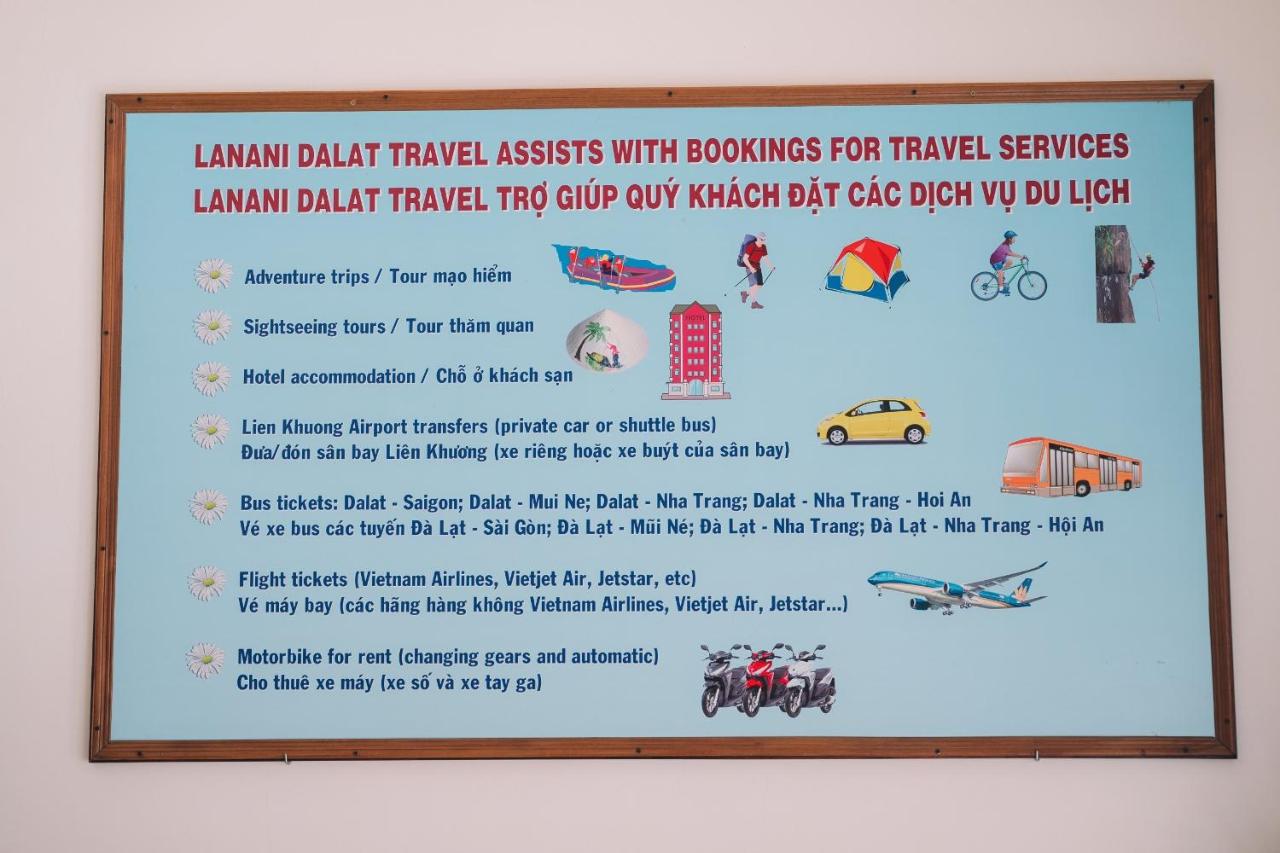 LANANI DALAT TRAVEL ASSISTS WITH BOOKINGS FOR TRAVEL SERVICES
LANANI DALAT TRAVEL TRỢ GIÚP QUÝ KHÁCH ĐẶT CÁC DỊCH VỤ DU LỊCH
Adventure trips / Tour mạo hiểm
Sightseeing tours / Tour thăm quan
HOTEL
Hotel accommodation / Chỗ ở khách sạn
Lien Khuong Airport transfers (private car or shuttle bus)
Đưa/đón sân bay Liên Khương (xe riêng hoặc xe buýt của sân bay)
Bus tickets: Dalat - Saigon; Dalat - Mui Ne; Dalat - Nha Trang; Dalat - Nha Trang - Hoi An
Vé xe bus các tuyến Đà Lạt - Sài Gòn; Đà Lạt - Mũi Né; Đà Lạt - Nha Trang; Đà Lạt - Nha Trang - Hội An
Flight tickets (Vietnam Airlines, Vietjet Air, Jetstar, etc)
Vé máy bay (các hãng hàng không Vietnam Airlines, Vietjet Air, Jetstar...)
Motorbike for rent (changing gears and automatic)
Cho thuê xe máy (xe số và xe tay ga)